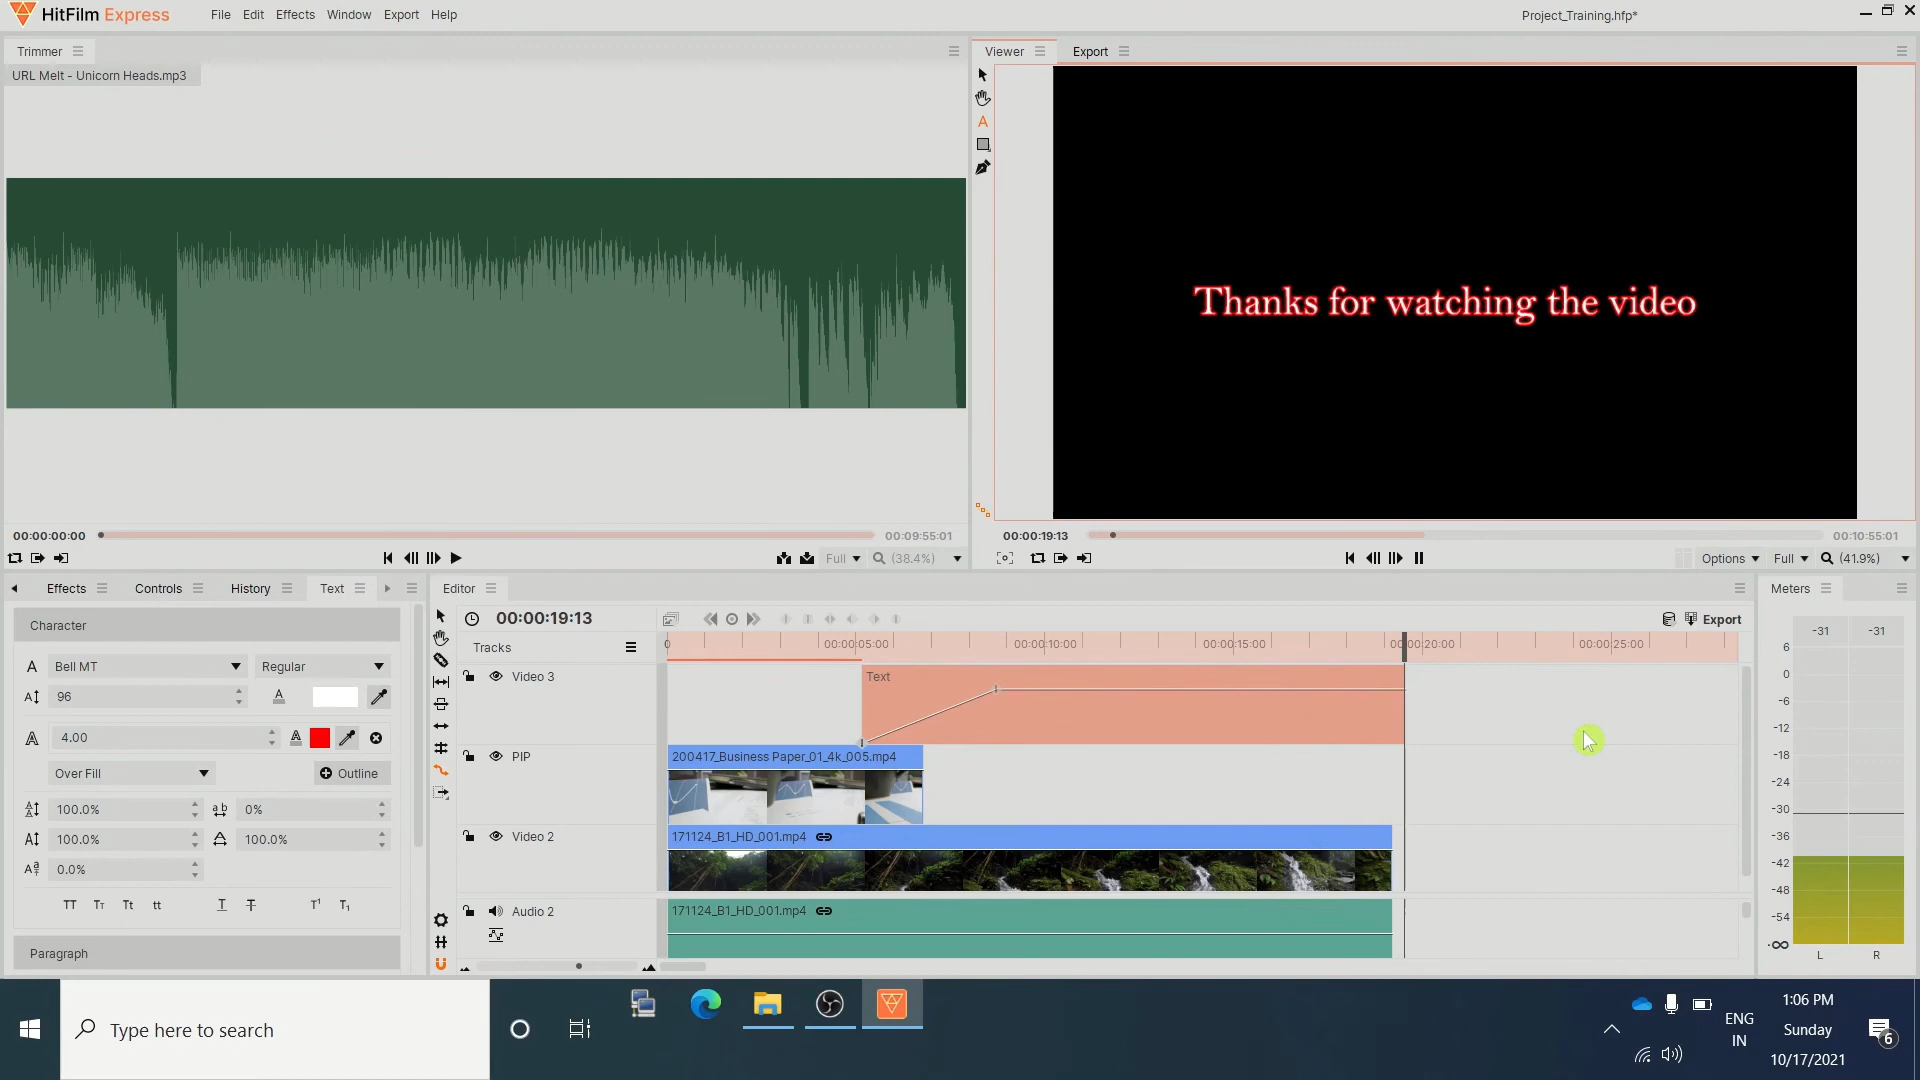 HitFilm Express
File Edit Effects Window Export Help
Project_Training.hfp*
Trimmer
URL Melt - Unicorn Heads.mp3
Viewer
Export
A
Thanks for watching the video
00:00:00:00
00:09:55:01
Full
(38.4%)
00:00:19:13
00:10:55:01
Options
Full
(41.9%)
Effects
Controls
History
Text
Editor
Meters
Character
00:00:19:13
Export
-31 -31
Tracks
0
00:00:05:00
00:00:10:00
00:00:15:00
00:00:20:00
00:00:25:00
Bell MT
Regular
96
4.00
Over Fill
Outline
100.0%
0%
100.0%
100.0%
0.0%
TT Tт Tt tt T T T¹ T₁
Paragraph
Video 3
Text
PIP
200417_Business Paper_01_4k_005.mp4
Video 2
171124_B1_HD_001.mp4
Audio 2
171124_B1_HD_001.mp4
6
0
-6
-12
-18
-24
-30
-36
-42
-48
-54
-∞
L R
Type here to search
ENG
IN
1:06 PM
Sunday
10/17/2021
6